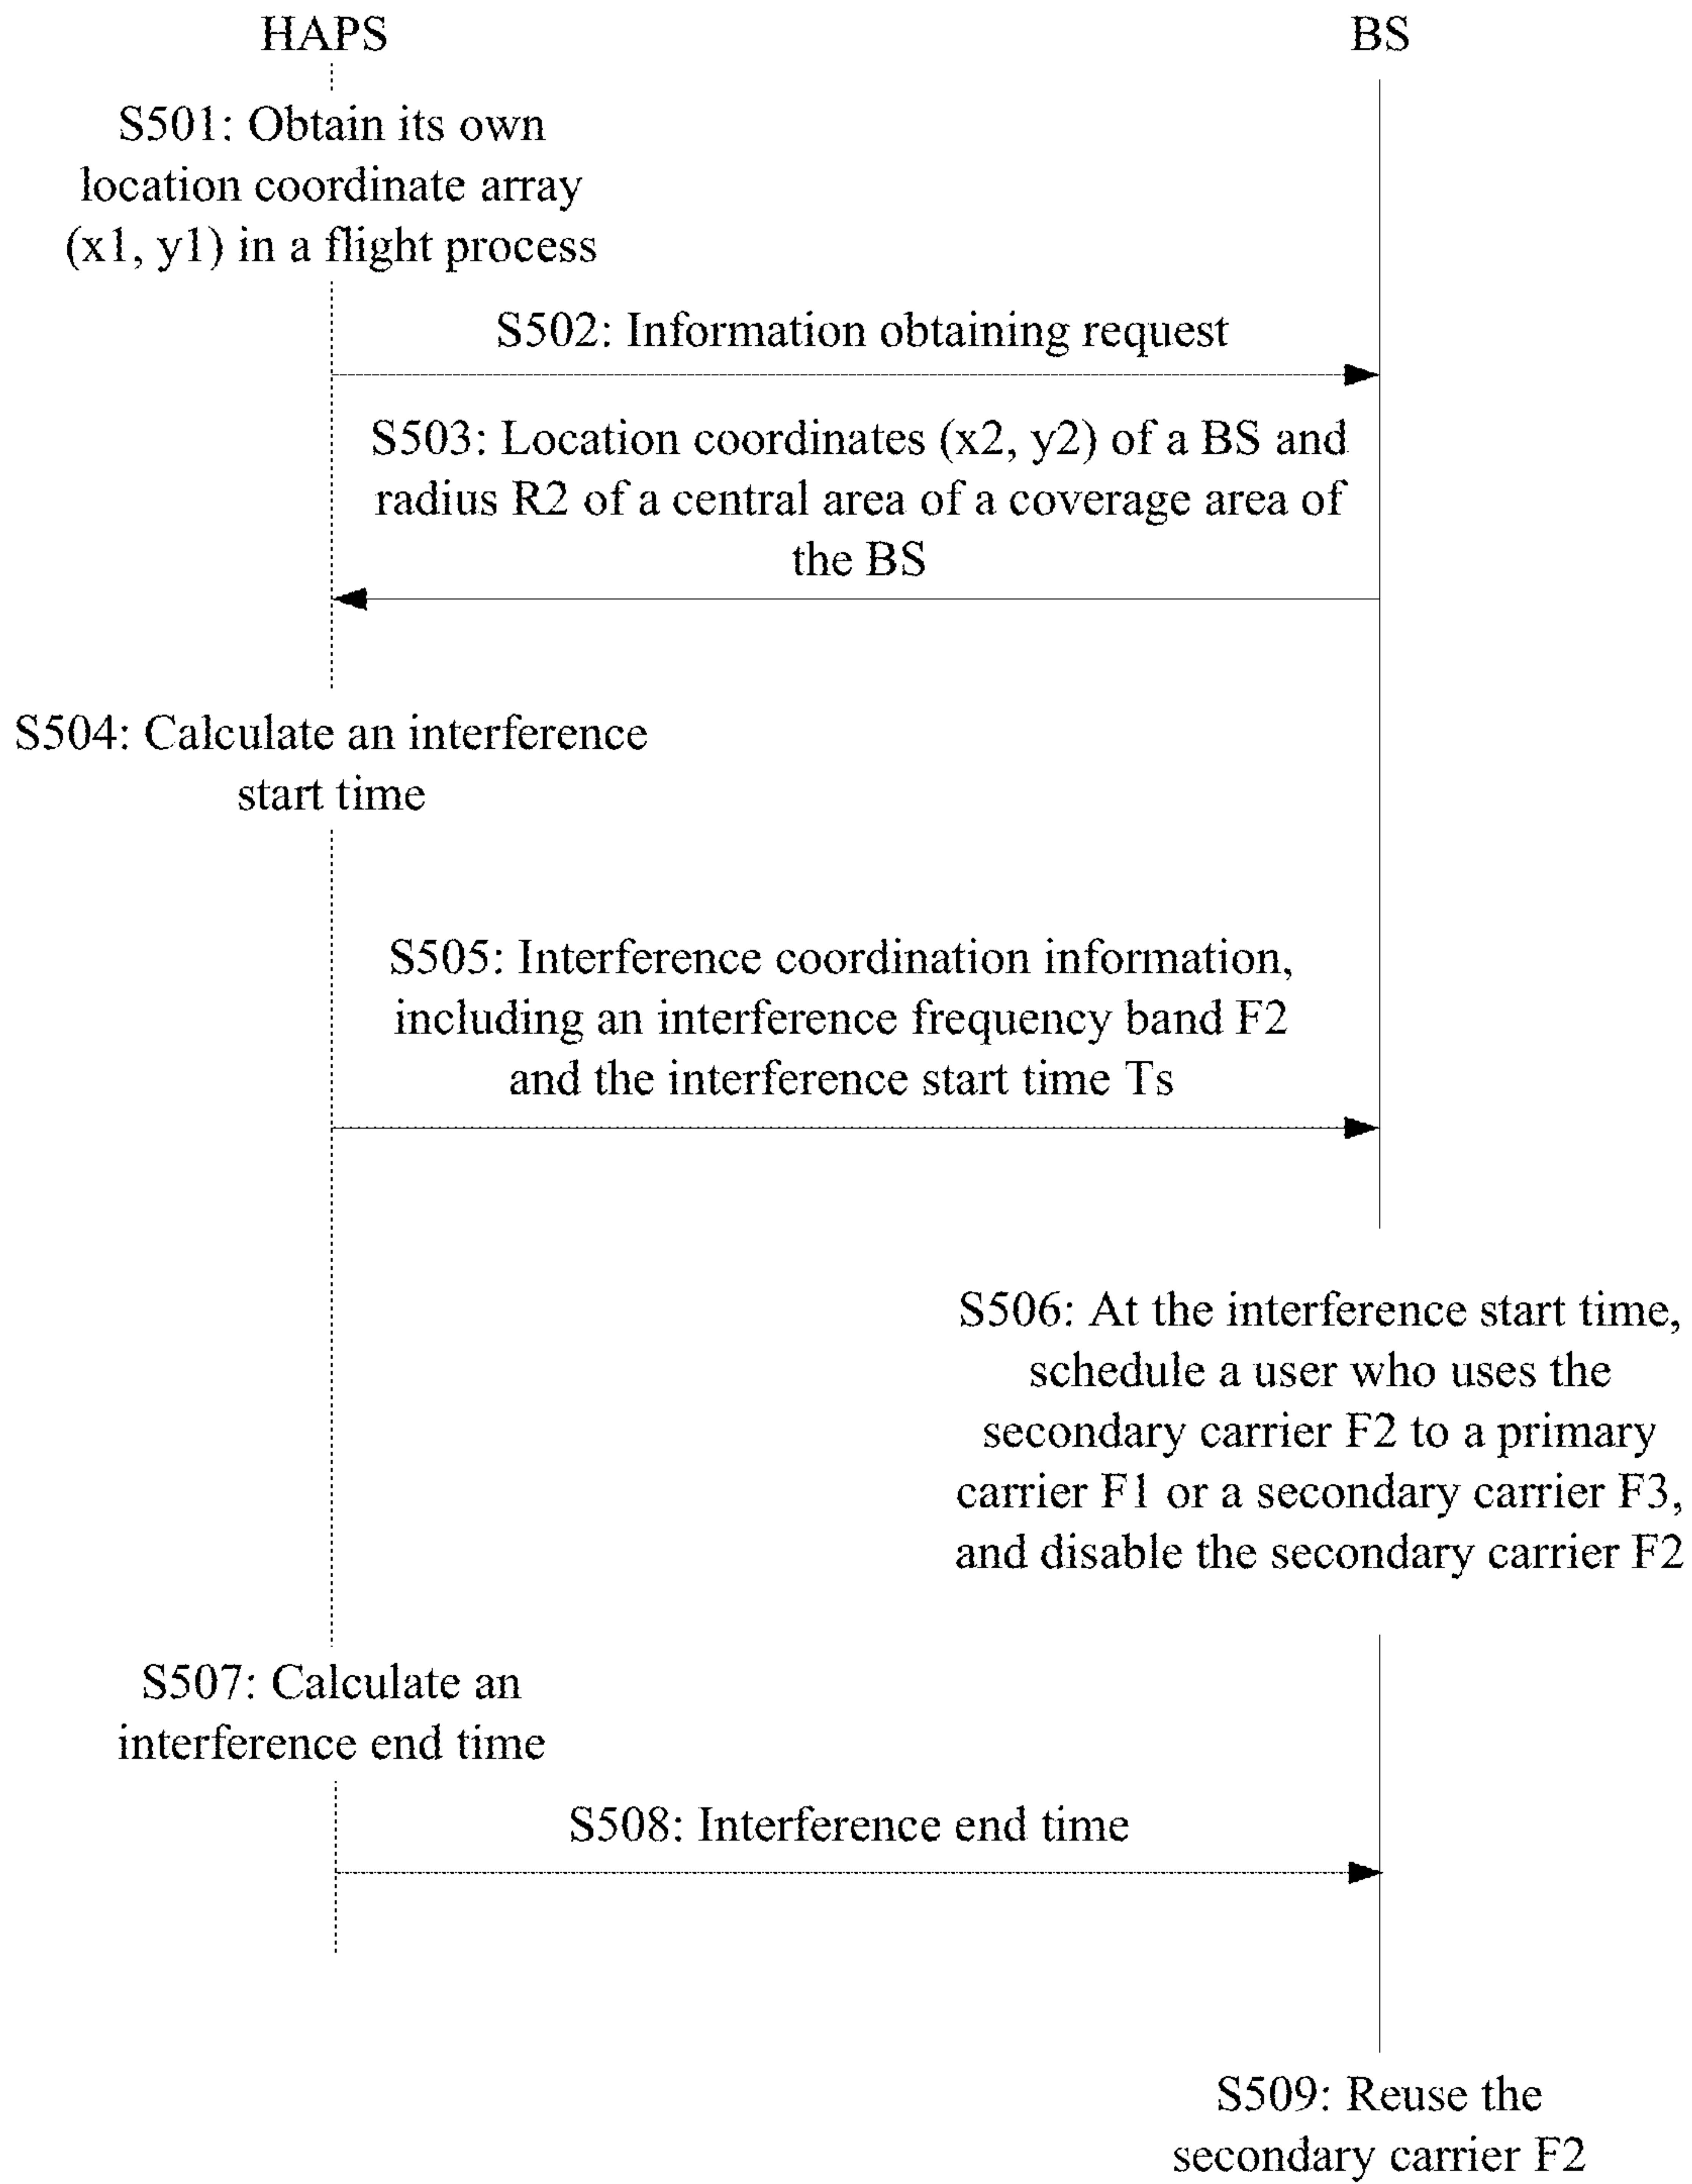 HAPS
BS
S501: Obtain its own
location coordinate array
(x1, y1) in a flight process
S502: Information obtaining request
S503: Location coordinates (x2, y2) of a BS and
radius R2 of a central area of a coverage area of
the BS
S504: Calculate an interference
start time
S505: Interference coordination information,
including an interference frequency band F2
and the interference start time Ts
S506: At the interference start time,
schedule a user who uses the
secondary carrier F2 to a primary
carrier F1 or a secondary carrier F3,
and disable the secondary carrier F2
S507: Calculate an
interference end time
S508: Interference end time
S509: Reuse the
secondary carrier F2